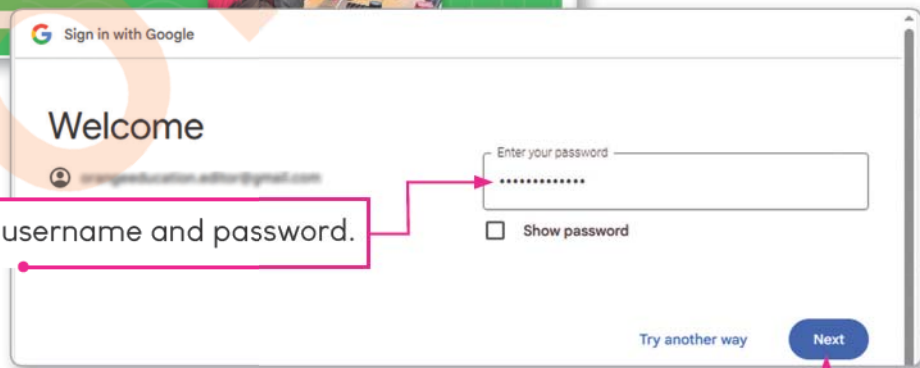 Sign in with Google
Welcome
Enter your password
•••••••••••••
username and password.
Show password
Try another way
Next